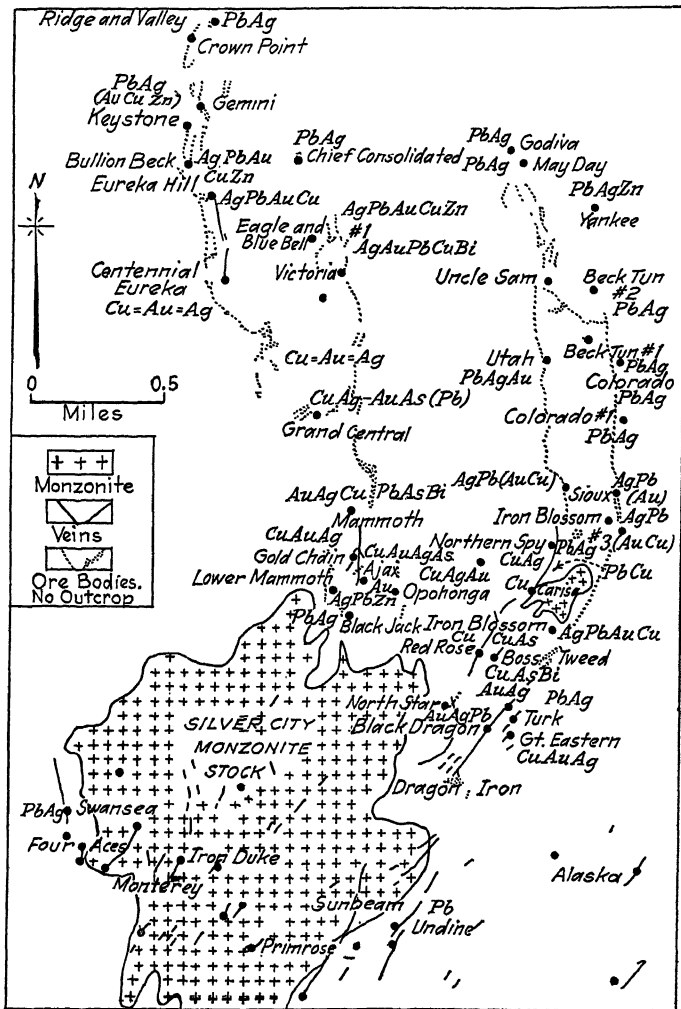 Ridge and Valley
PbAg
Crown Point
PbAg
(AuCuZn)
Gemini
Keystone
Bullion Beck
AgPbAu
CuZn
Eureka Hill
AgPbAuCu
PbAg
Chief Consolidated
PbAg
Godiva
PbAg
May Day
PbAgZn
Yankee
N
Eagle and
Blue Bell
AgPbAuCuZn
#1
AgAuPbCuBi
Victoria
Centennial
Eureka
Cu=Au=Ag
Uncle Sam
Beck Tun
#2
PbAg
Cu=Au=Ag
Utah
PbAgAu
Beck Tun #1
PbAg
Colorado
PbAg
0
0.5
Miles
CuAg-AuAs(Pb)
Grand Central
Colorado #1
PbAg
+ + +
Monzonite
Veins
Ore Bodies.
No Outcrop
AuAgCu
PbAsBi
Mammoth
AgPb(AuCu)
Sioux
AgPb
(Au)
Iron Blossom
AgPb
#3(AuCu)
CuAuAg
Gold Chain
CuAuAgAs
Ajax
Au
Lower Mammoth
AgPbZn
Opohonga
Northern Spy
CuAg
PbAg
CuAgAu
PbCu
Cu
Carisa
PbAg
Black Jack
Iron Blossom
Cu
CuAs
AgPbAuCu
Red Rose
Boss
Tweed
CuAsBi
AuAg
PbAg
North Star
AuAgPb
Black Dragon
Turk
Gt. Eastern
CuAuAg
Dragon Iron
SILVER CITY
MONZONITE
STOCK
PbAg
Swansea
Four Aces
Iron Duke
Monterey
Sunbeam
Pb
Undine
Primrose
Alaska